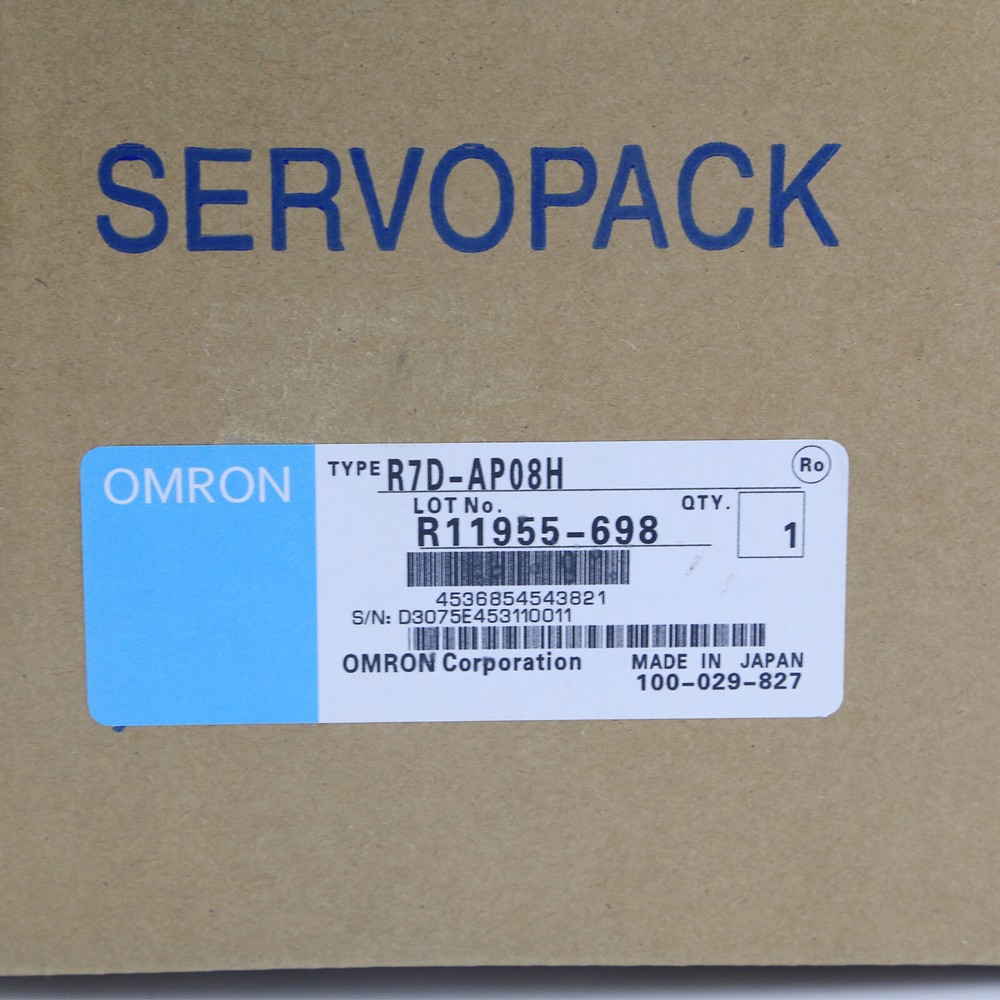 SERVOPACK
OMRON
TYPE R7D-AP08H
Ro
LOT No.
QTY.
R11955-698
1
4536854543821
S/N: D3075E453110011
OMRON Corporation
MADE IN JAPAN
100-029-827